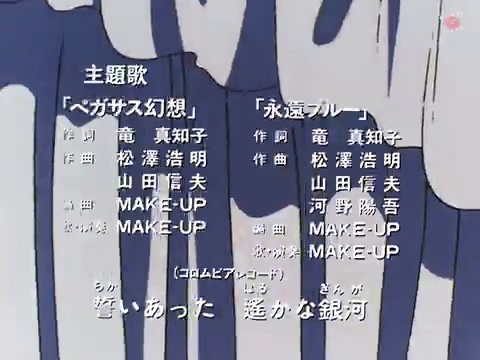 主題歌
「ペガサス幻想」
作詞 竜 真知子
作曲 松澤浩明
山田信夫
編曲 MAKE-UP
歌・演奏 MAKE-UP
「永遠ブルー」
作詞 竜 真知子
作曲 松澤浩明
山田信夫
河野陽吾
編曲 MAKE-UP
歌・演奏 MAKE-UP
(コロムビアレコード)
ちか はる ぎんが
誓いあった 遥かな銀河